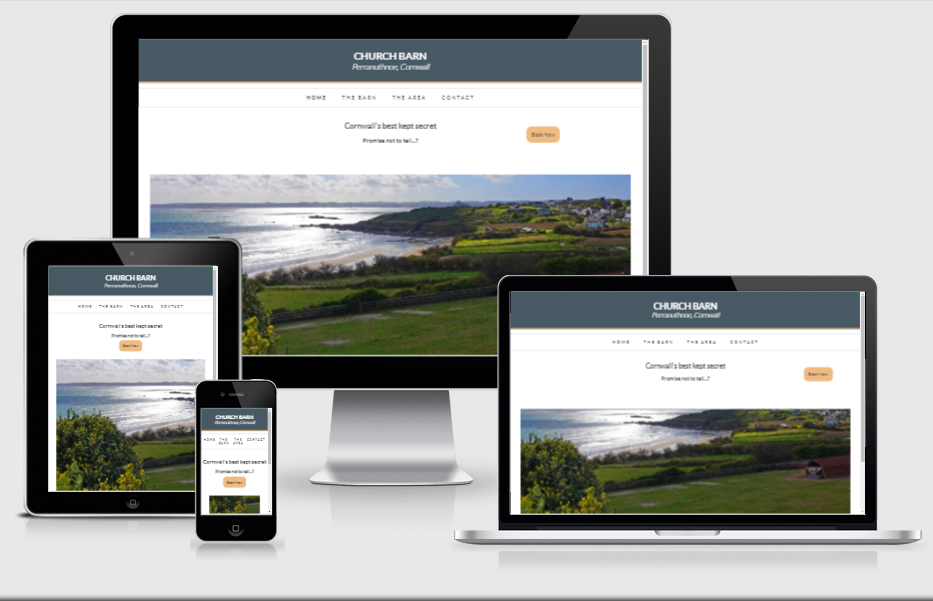 CHURCH BARN
Perranuthnoe, Cornwall
HOME THE BARN THE AREA CONTACT
Cornwall's best kept secret
Promise not to tell...?
Book Now
CHURCH BARN
Perranuthnoe, Cornwall
HOME THE BARN THE AREA CONTACT
Cornwall's best kept secret
Promise not to tell...?
Book Now
CHURCH BARN
Perranuthnoe, Cornwall
HOME THE THE CONTACT
BARN AREA
Cornwall's best kept secret
Promise not to tell...?
Book Now
CHURCH BARN
Perranuthnoe, Cornwall
HOME THE BARN THE AREA CONTACT
Cornwall's best kept secret
Promise not to tell...?
Book Now